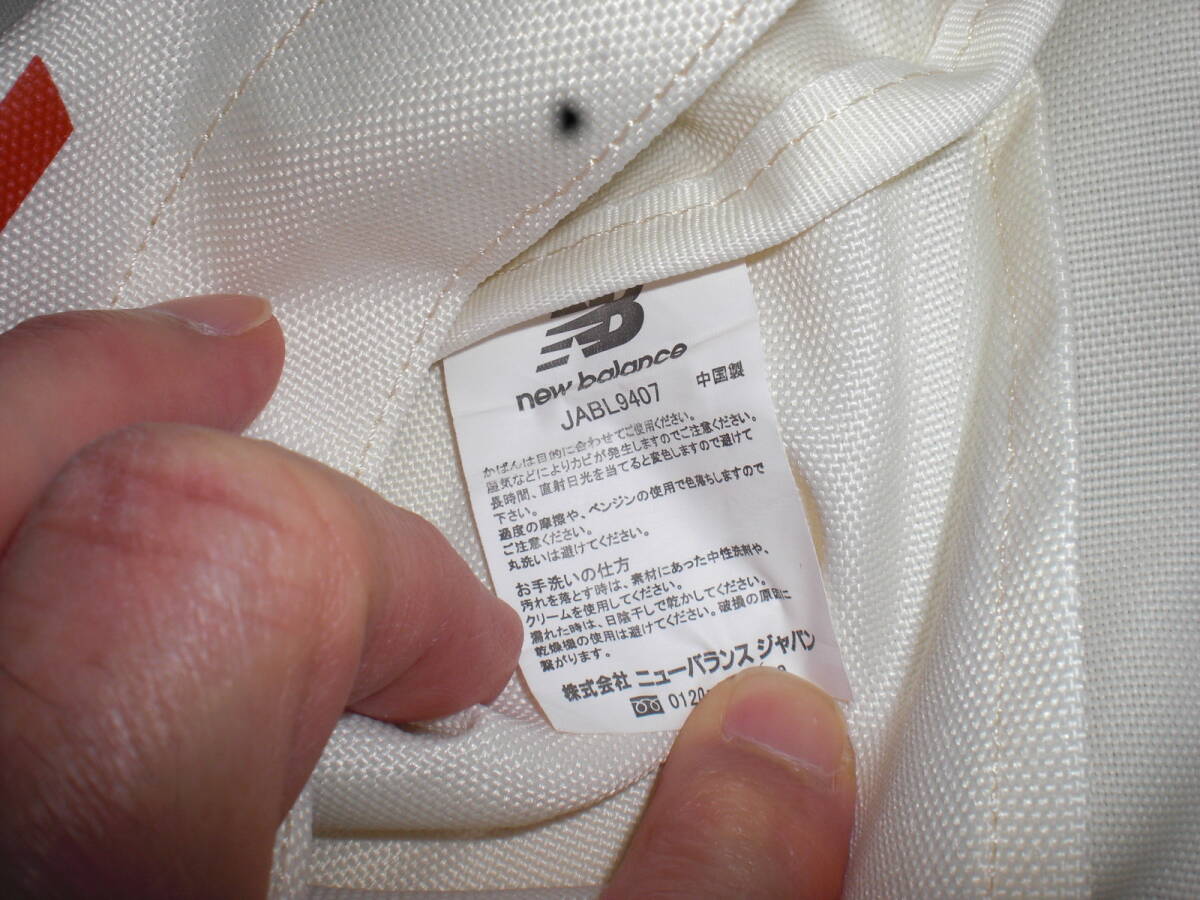 new balance
JABL9407 中国製
かばんは目的に合わせてご使用ください。
湿気などによりカビが発生しますのでご注意ください。
長時間、直射日光を当てると変色しますので避けて
下さい。
過度の摩擦や、ベンジンの使用で色落ちしますので
ご注意ください。
丸洗いは避けてください。
お手洗いの仕方
汚れを落とす時は、素材にあった中性洗剤や、
クリームを使用してください。
濡れた時は、日陰干しで乾かしてください。
乾燥機の使用は避けてください。破損の原因に
繋がります。
株式会社 ニューバランス ジャパン
0120-